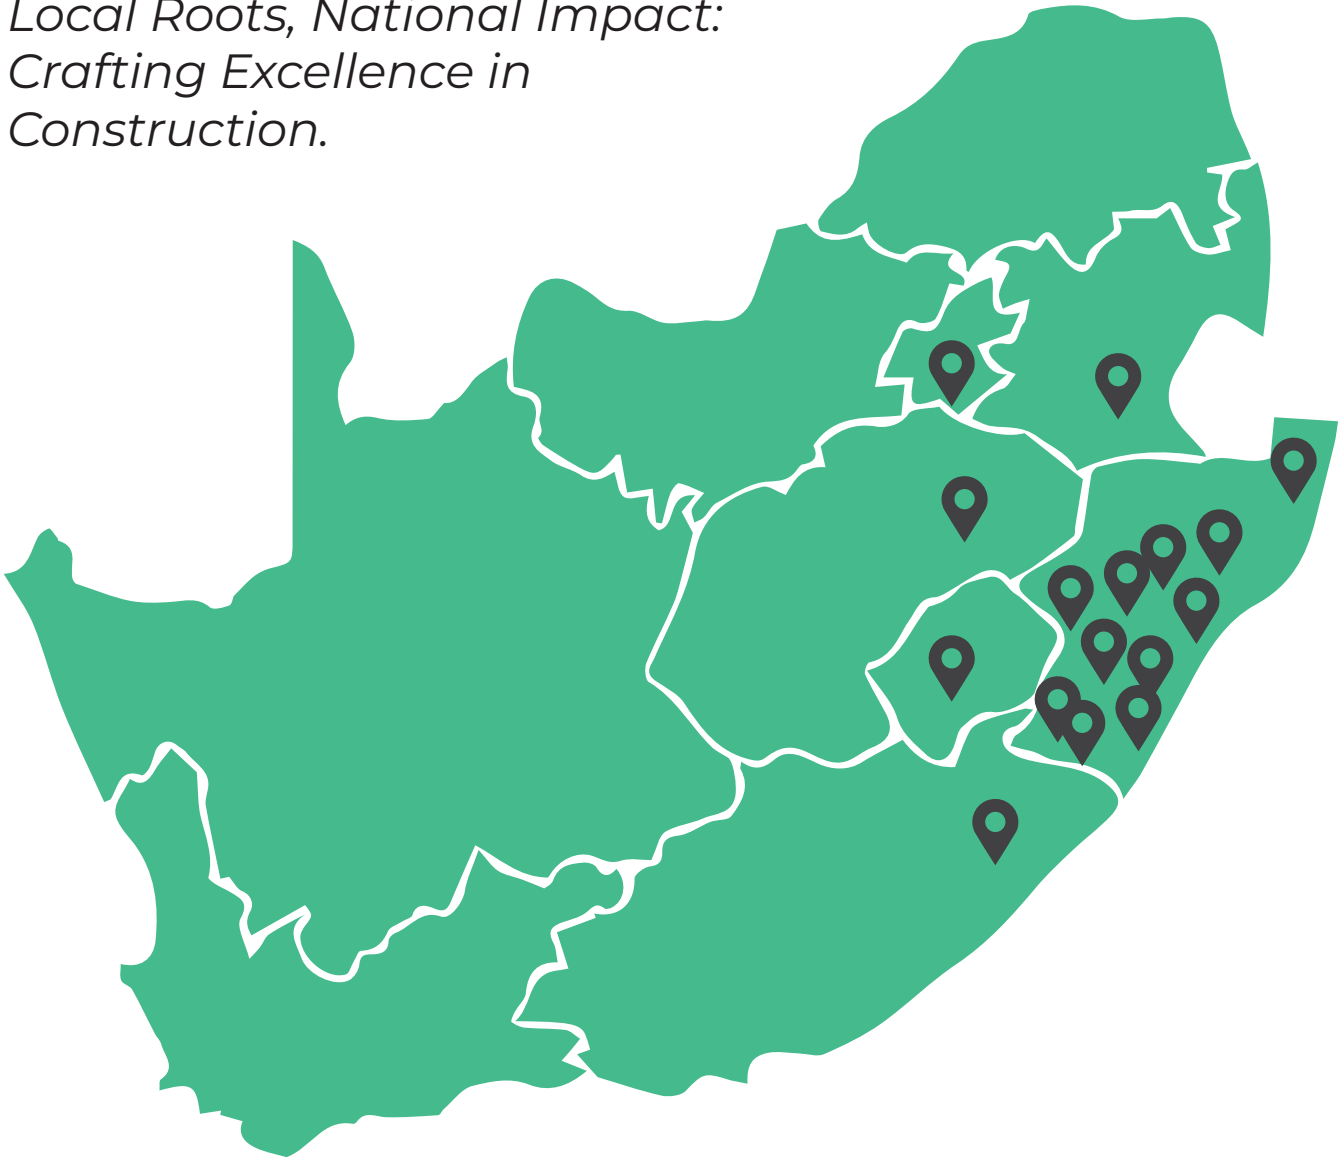 Local Roots, National Impact:
Crafting Excellence in
Construction.